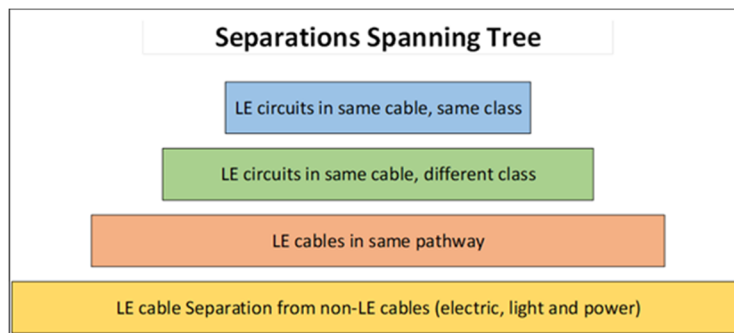 Separations Spanning Tree
LE circuits in same cable, same class
LE circuits in same cable, different class
LE cables in same pathway
LE cable Separation from non-LE cables (electric, light and power)